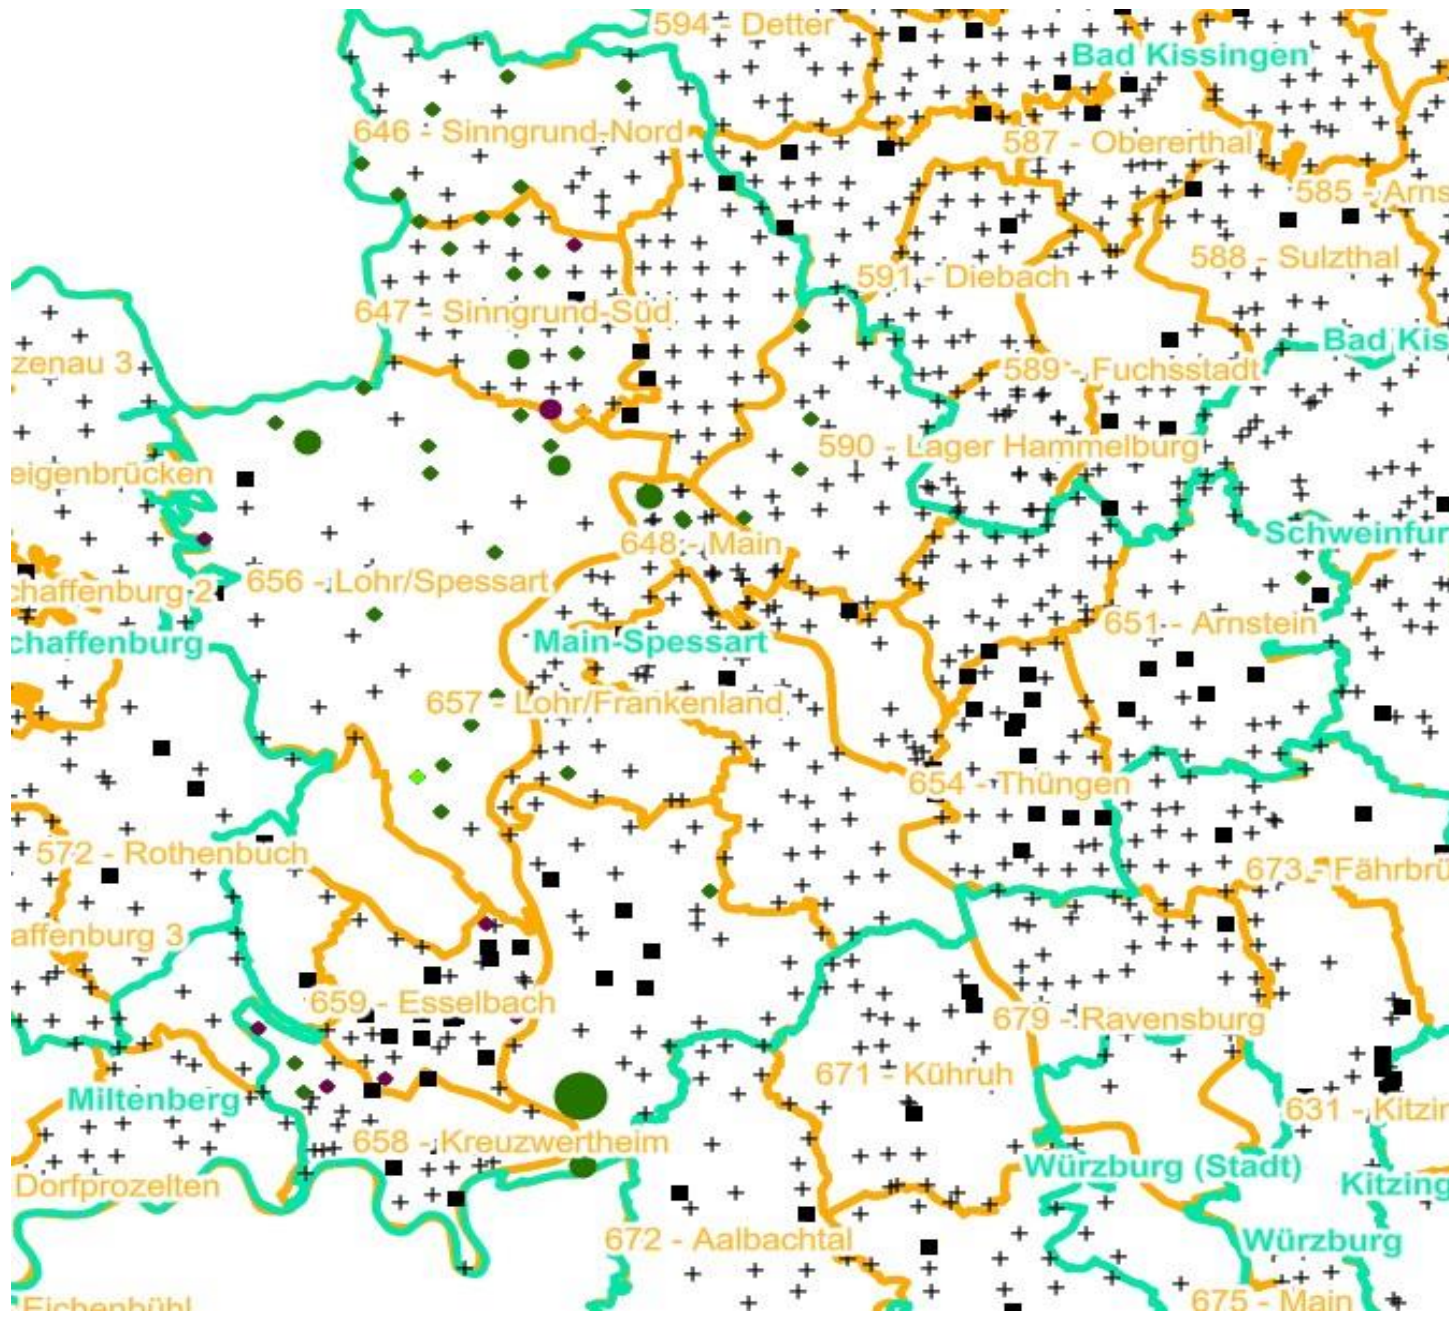 594 - Detter
Bad Kissingen
646 - Sinngrund-Nord
587 - Oberethal
585 - Arns
588 - Sulzthal
591 - Diebach
647 - Sinngrund-Süd
Bad Kis
zenau 3
589 - Fuchsstadt
590 - Lager Hammelburg
eigenbrücken
Schweinfur
648 - Main
656 - Lohr/Spessart
chaffenburg 2
651 - Arnstein
chaffenburg
Main-Spessart
657 - Lohr/Frankenland
654 - Thüngen
572 - Rothenbuch
673 - Fährbrü
affenburg 3
659 - Esselbach
679 - Ravensburg
671 - Kühruh
Miltenberg
631 - Kitzin
658 - Kreuzwertheim
Würzburg (Stadt)
Dorfprozelten
Kitzing
672 - Aalbachtal
Würzburg
675 - Main
Eichenbühl